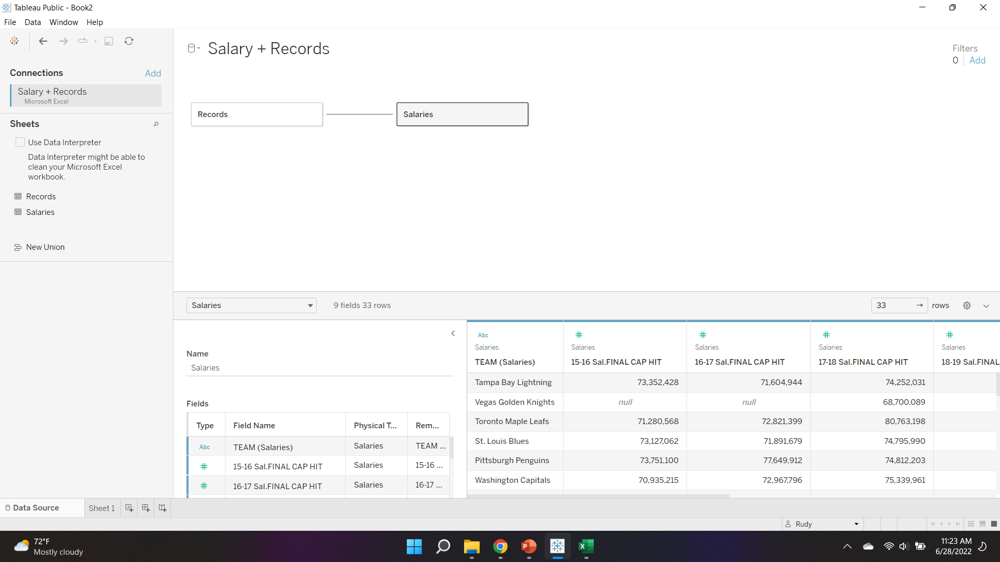 Tableau Public - Book2
File Data Window Help
Connections Add
Salary + Records
Microsoft Excel
Sheets
Use Data Interpreter
Data Interpreter might be able to
clean your Microsoft Excel
workbook.
Records
Salaries
New Union
Salary + Records
Filters
0 Add
Records Salaries
Salaries 9 fields 33 rows 33 → rows
Name
Salaries
Fields
Type Field Name Physical T... Rem...
Abc TEAM (Salaries) Salaries TEAM ...
# 15-16 Sal.FINAL CAP HIT Salaries 15-16 ...
# 16-17 Sal.FINAL CAP HIT Salaries 16-17 ...
Abc # # # #
Salaries Salaries Salaries Salaries Salaries
TEAM (Salaries) 15-16 Sal.FINAL CAP HIT 16-17 Sal.FINAL CAP HIT 17-18 Sal.FINAL CAP HIT 18-19 Sal.FINAL
Tampa Bay Lightning 73,352,428 71,604,944 74,252,031
Vegas Golden Knights null null 68,700,089
Toronto Maple Leafs 71,280,568 72,821,399 80,763,198
St. Louis Blues 73,127,062 71,891,679 74,795,990
Pittsburgh Penguins 73,751,100 77,649,912 74,812,203
Washington Capitals 70,935,215 72,967,796 75,339,961
Data Source Sheet 1
Rudy
72°F
Mostly cloudy
11:23 AM
6/28/2022